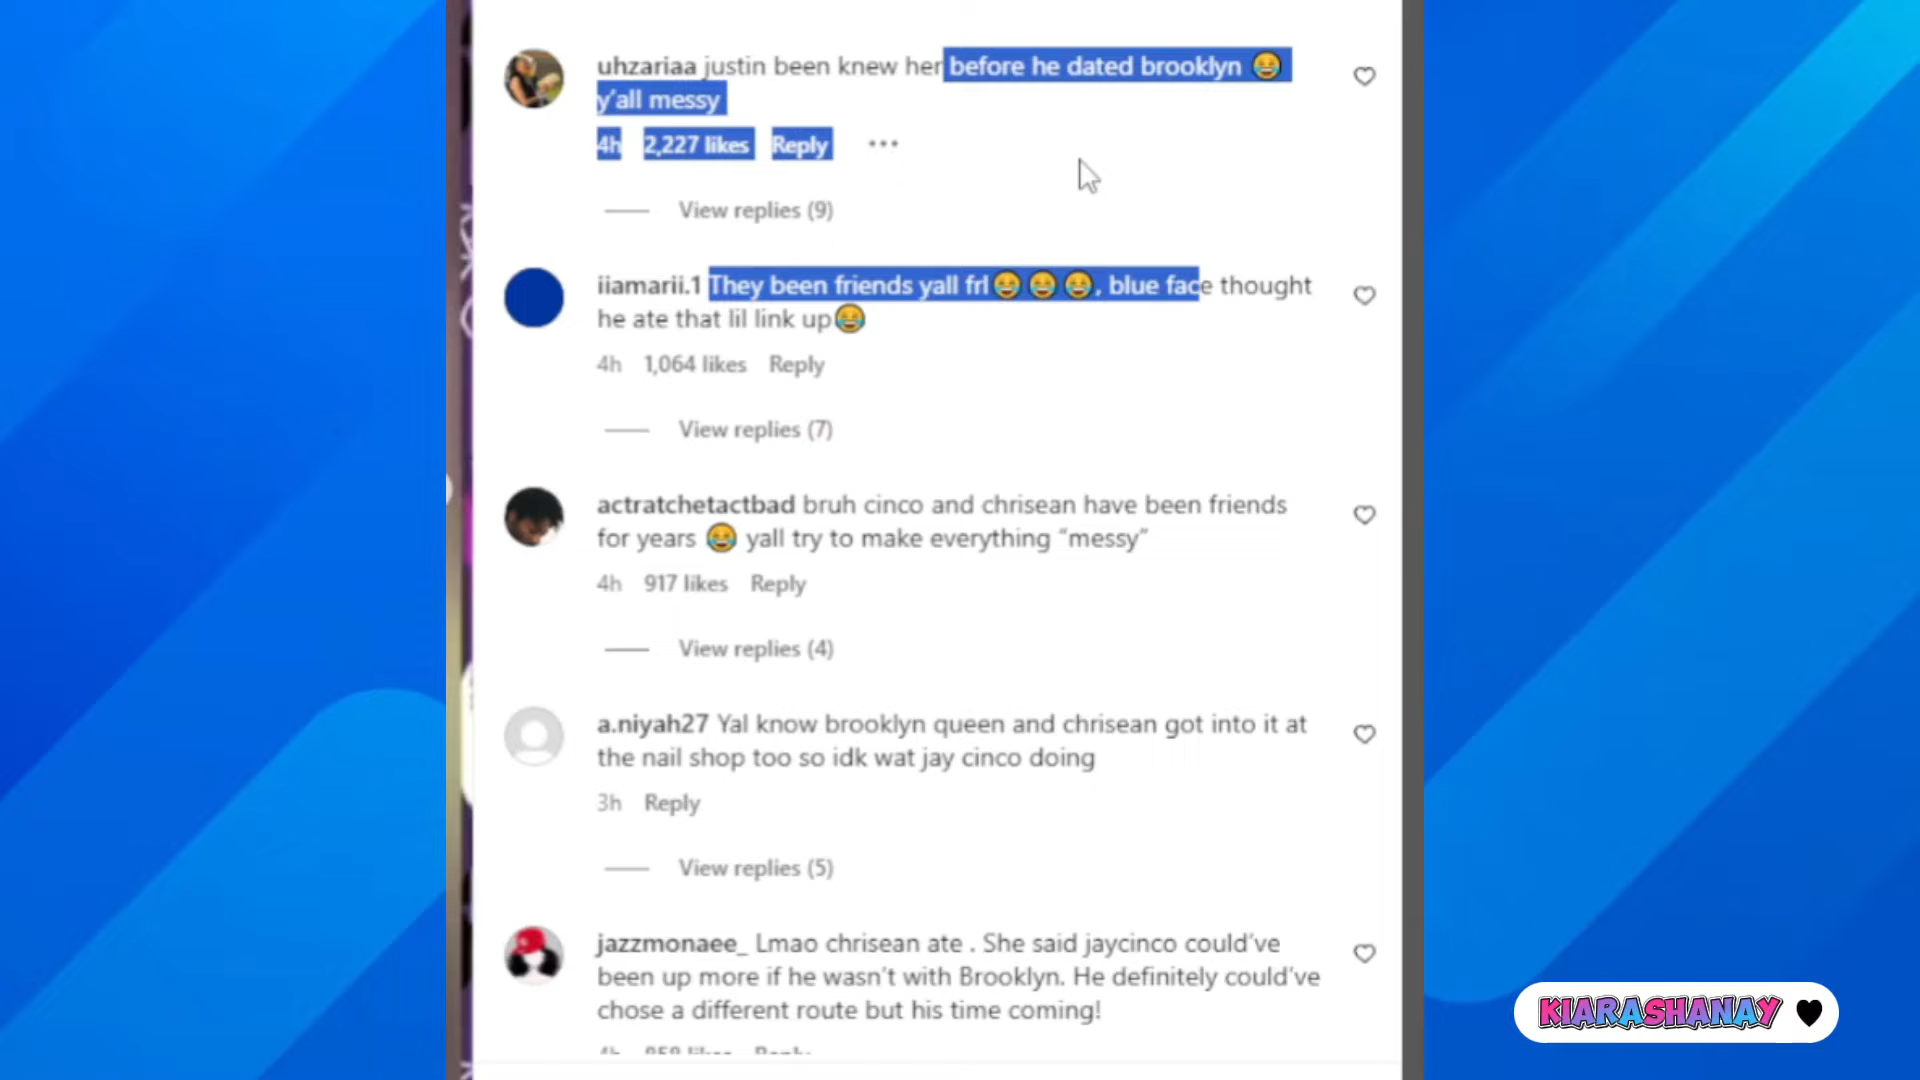 uhzariaa justin been knew her before he dated brooklyn 😂
y'all messy
4h 2,227 likes Reply ...
View replies (9)
iiamarii.1 They been friends yall frl😂😂😂, blue face thought
he ate that lil link up😂
4h 1,064 likes Reply
View replies (7)
actratchetactbad bruh cinco and chrisean have been friends
for years 😂 yall try to make everything “messy”
4h 917 likes Reply
View replies (4)
a.niyah27 Yal know brooklyn queen and chrisean got into it at
the nail shop too so idk wat jay cinco doing
3h Reply
View replies (5)
jazzmonaee_ Lmao chrisean ate . She said jaycinco could've
been up more if he wasn't with Brooklyn. He definitely could've
chose a different route but his time coming!
4h 858 likes Reply
KIARASHANAY